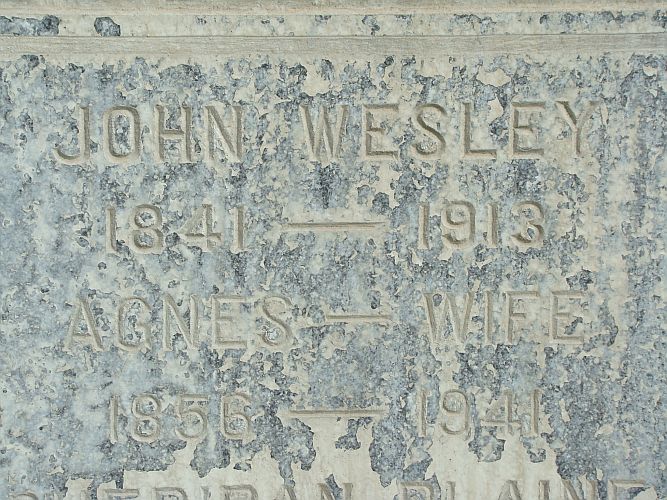 JOHN WESLEY
1841 — 1913
AGNES — WIFE
1856 — 1941